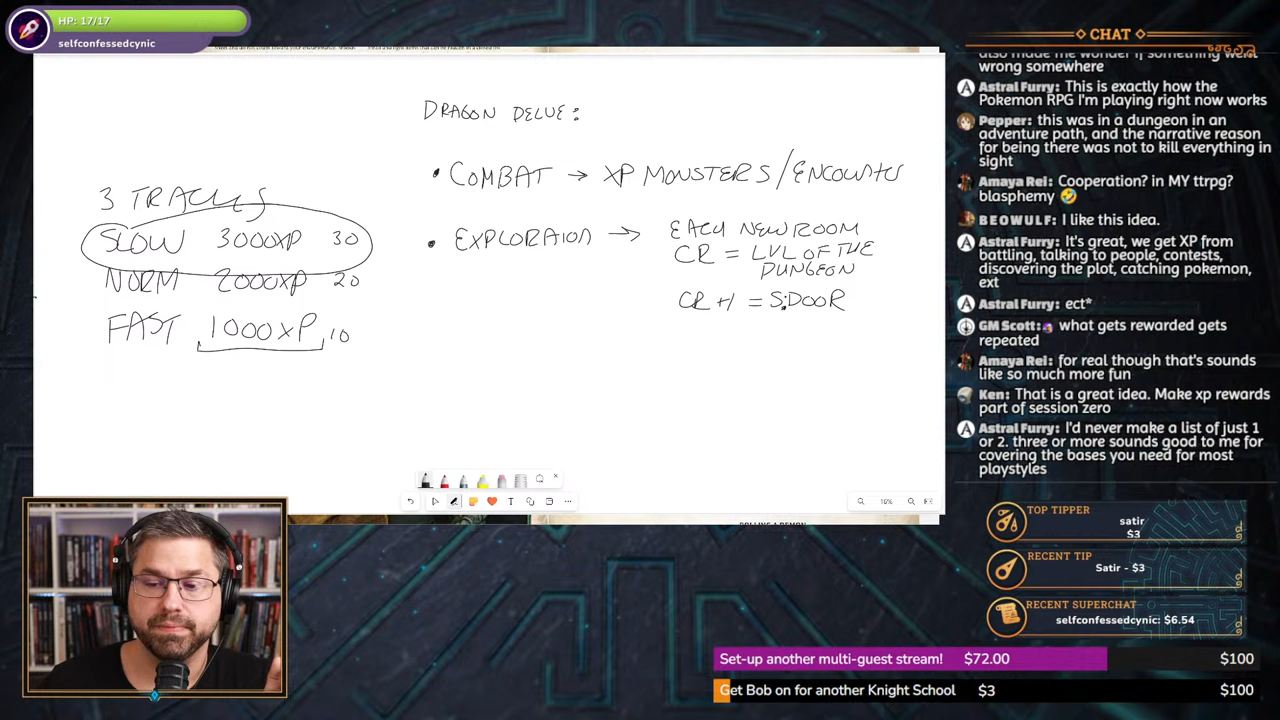 HP: 17/17
selfconfessedcynic
DRAGON DELVE:
• COMBAT → XP MONSTERS/ENCOUNTER
3 TRACKS
SLOW 3000XP 30
NORM 2000XP 20
FAST 1000XP 10
• EXPLORATION → EACH NEW ROOM
CR = LVL OF THE
DUNGEON
CR +1 = S.DOOR
16%
CHAT
also made me wonder if something went
wrong somewhere
Astral Furry: This is exactly how the
Pokemon RPG I'm playing right now works
Pepper: this was in a dungeon in an
adventure path, and the narrative reason
for being there was not to kill everything in
sight
Amaya Rei: Cooperation? in MY ttrpg?
blasphemy 🤣
BEOWULF: I like this idea.
Astral Furry: It's great, we get XP from
battling, talking to people, contests,
discovering the plot, catching pokemon,
ext
Astral Furry: ect*
GM Scott: what gets rewarded gets
repeated
Amaya Rei: for real though that's sounds
like so much more fun
Ken: That is a great idea. Make xp rewards
part of session zero
Astral Furry: I'd never make a list of just 1
or 2. three or more sounds good to me for
covering the bases you need for most
playstyles
TOP TIPPER
satir
$3
RECENT TIP
Satir - $3
RECENT SUPERCHAT
selfconfessedcynic: $6.54
Set-up another multi-guest stream! $72.00 $100
Get Bob on for another Knight School $3 $100